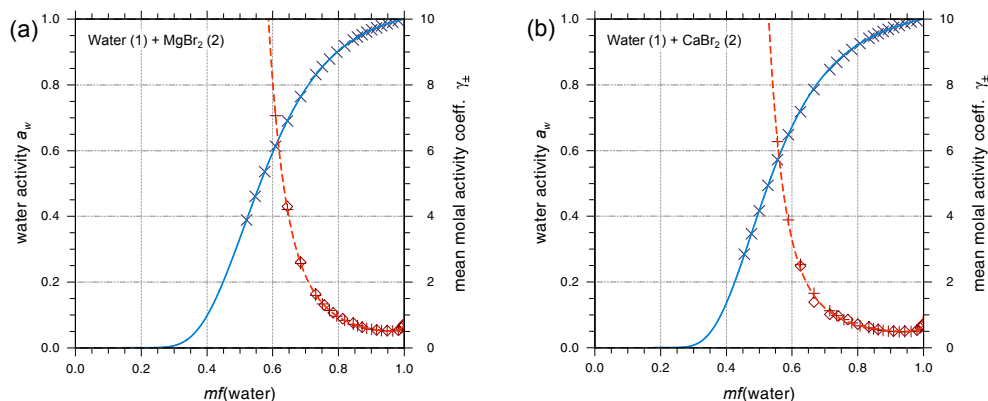 (a)
Water (1) + MgBr2 (2)
water activity aw
1.0
0.8
0.6
0.4
0.2
0.0
10
8
6
4
2
0
mean molal activity coeff. γ±
0.0 0.2 0.4 0.6 0.8 1.0
mf(water)
(b)
Water (1) + CaBr2 (2)
water activity aw
1.0
0.8
0.6
0.4
0.2
0.0
10
8
6
4
2
0
mean molal activity coeff. γ±
0.0 0.2 0.4 0.6 0.8 1.0
mf(water)